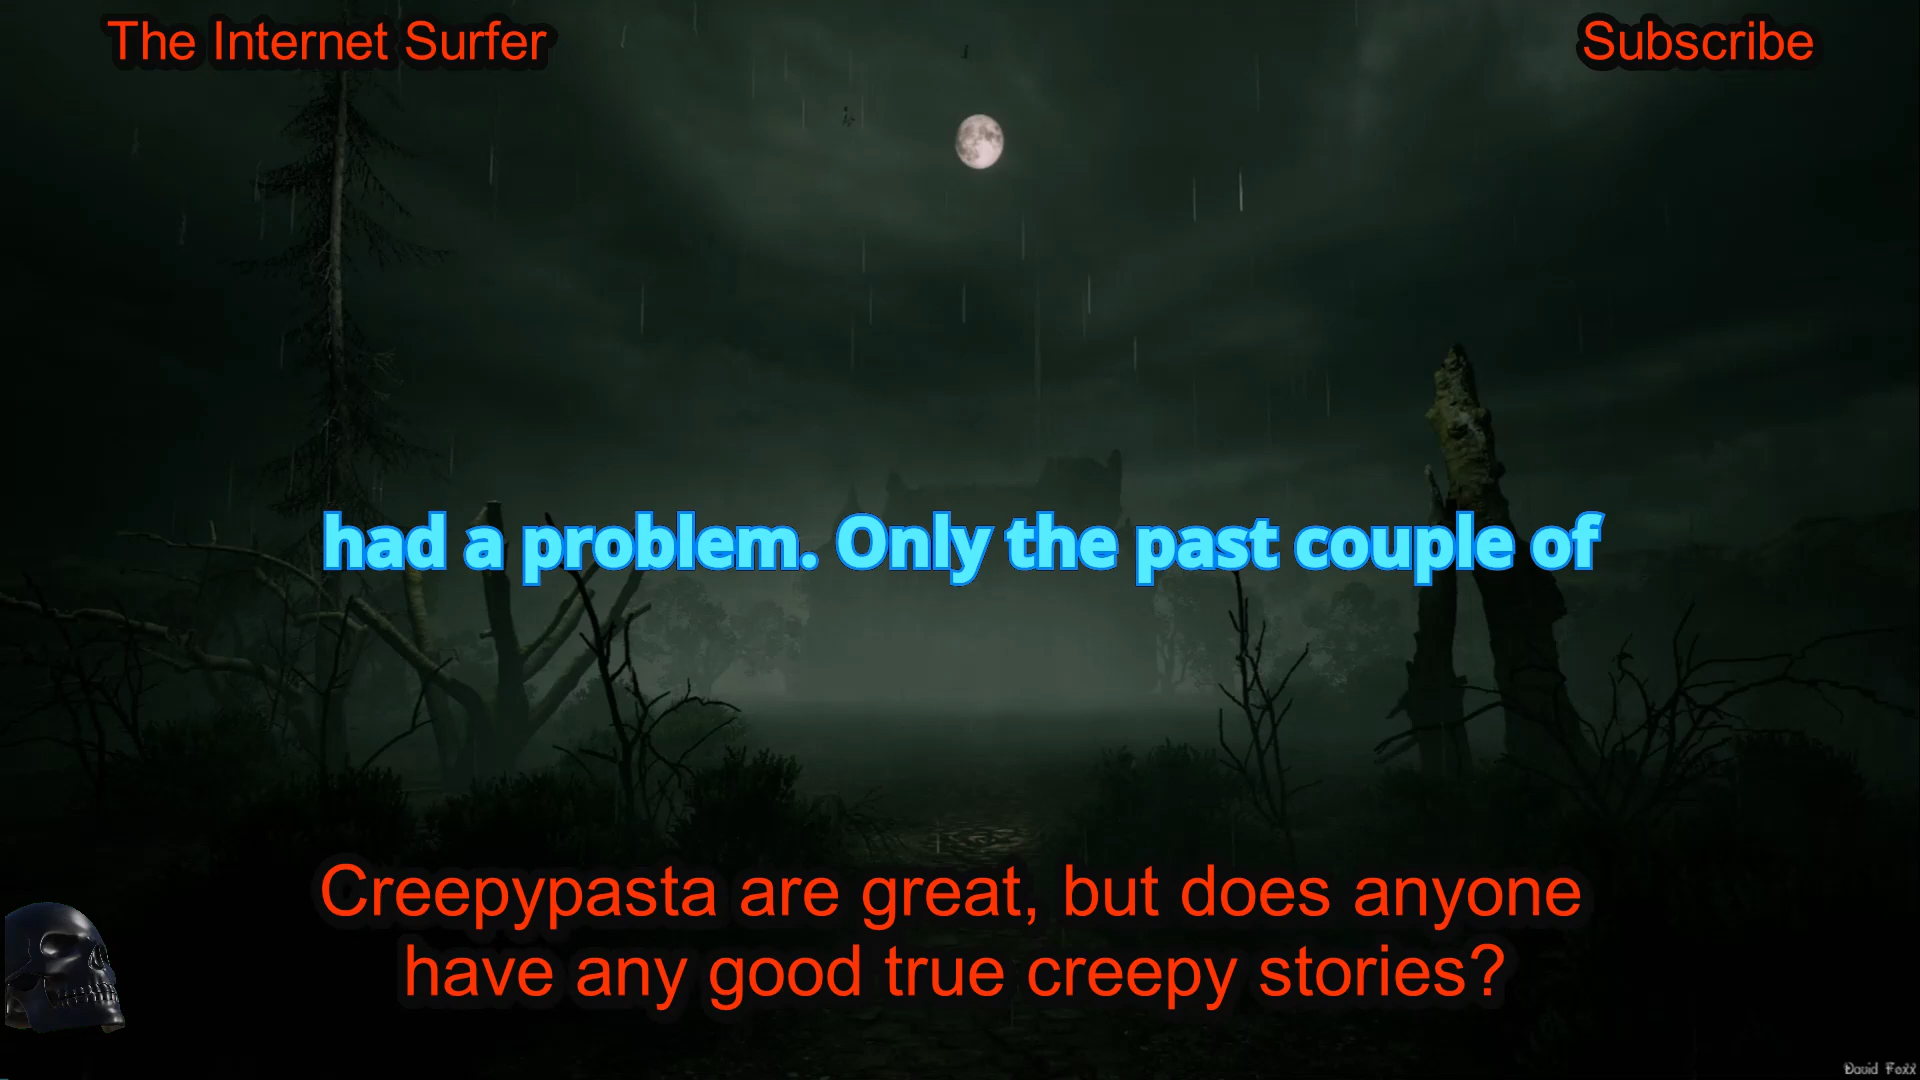 The Internet Surfer
Subscribe
had a problem. Only the past couple of
Creepypasta are great, but does anyone
have any good true creepy stories?
David Foxx